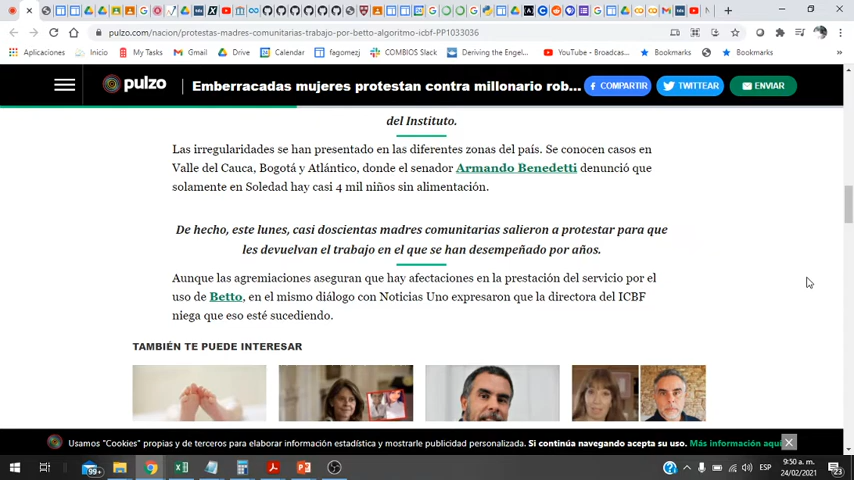 pulzo.com/nacion/protestas-madres-comunitarias-trabajo-por-betto-algoritmo-icbf-PP1033036
Aplicaciones Inicio My Tasks Gmail Drive Calendar fagomezj COMBIOS Slack Deriving the Engel... YouTube - Broadcas... Bookmarks Bookmarks
pulzo Emberracadas mujeres protestan contra millonario rob... COMPARTIR TWITTEAR ENVIAR
del Instituto.
Las irregularidades se han presentado en las diferentes zonas del país. Se conocen casos en
Valle del Cauca, Bogotá y Atlántico, donde el senador Armando Benedetti denunció que
solamente en Soledad hay casi 4 mil niños sin alimentación.
De hecho, este lunes, casi doscientas madres comunitarias salieron a protestar para que
les devuelvan el trabajo en el que se han desempeñado por años.
Aunque las agremiaciones aseguran que hay afectaciones en la prestación del servicio por el
uso de Betto, en el mismo diálogo con Noticias Uno expresaron que la directora del ICBF
niega que eso esté sucediendo.
TAMBIÉN TE PUEDE INTERESAR
Usamos "Cookies" propias y de terceros para elaborar información estadística y mostrarle publicidad personalizada. Si continúa navegando acepta su uso. Más información aquí
99+ ESP 9:50 a. m.
24/02/2021 23